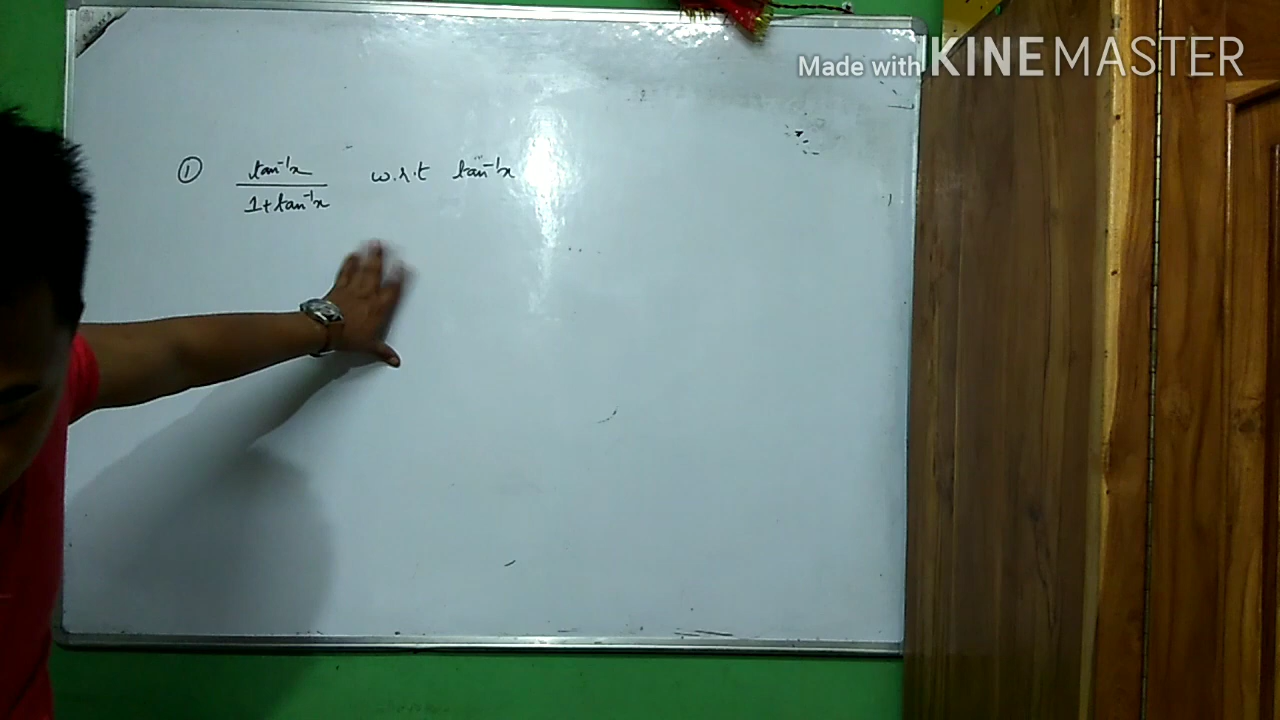 Made with KINEMASTER
① tan⁻¹x / 1+tan⁻¹x w.r.t tan⁻¹x